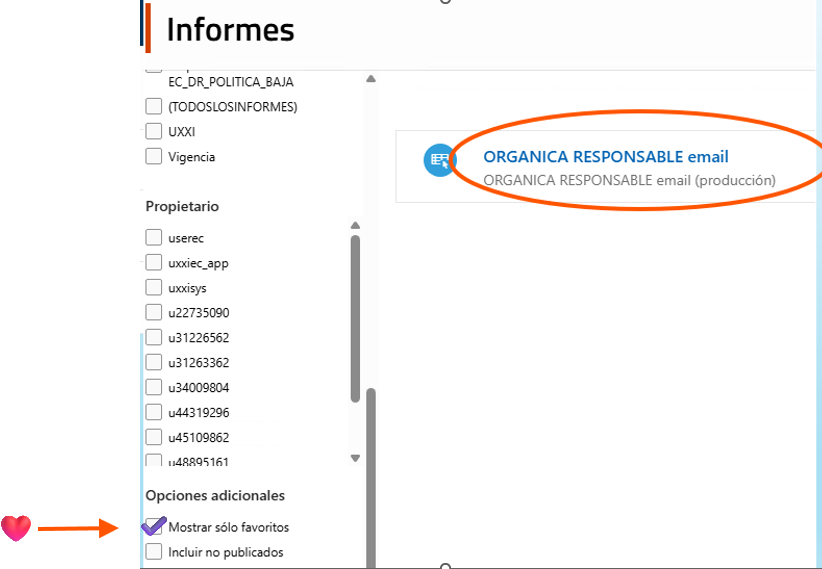 Informes
EC_DR_POLITICA_BAJA
(TODOSLOSINFORMES)
UXXI
Vigencia
Propietario
userec
uxxiec_app
uxxisys
u22735090
u31226562
u31263362
u34009804
u44319296
u45109862
u48895161
Opciones adicionales
Mostrar sólo favoritos
Incluir no publicados
ORGANICA RESPONSABLE email
ORGANICA RESPONSABLE email (producción)